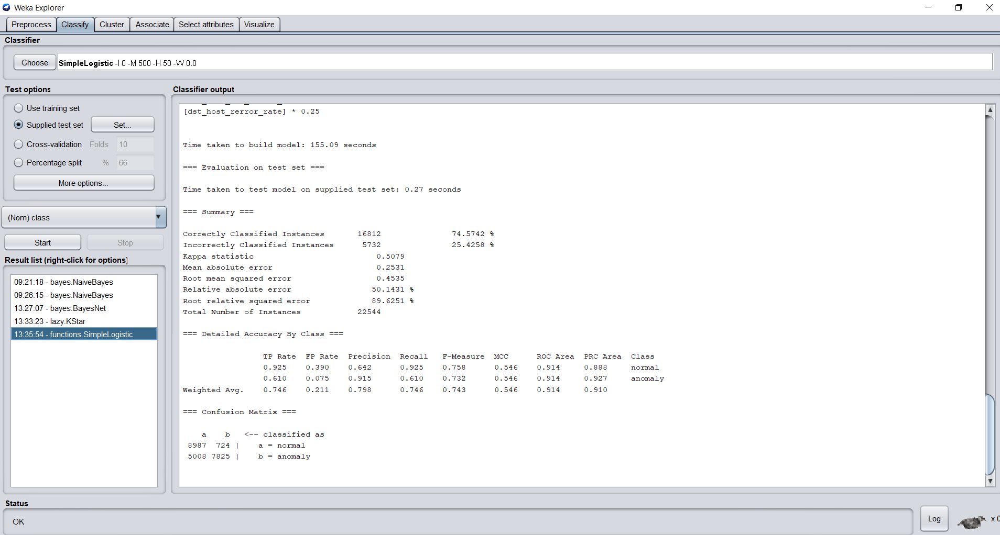 Weka Explorer
Preprocess Classify Cluster Associate Select attributes Visualize
Classifier
Choose SimpleLogistic -I 0 -M 500 -H 50 -W 0.0
Test options
Use training set
Supplied test set Set...
Cross-validation Folds 10
Percentage split % 66
More options...
(Nom) class
Start Stop
Result list (right-click for options)
09:21:18 - bayes.NaiveBayes
09:26:15 - bayes.NaiveBayes
13:27:07 - bayes.BayesNet
13:33:23 - lazy.KStar
13:35:54 - functions.SimpleLogistic
Classifier output
[dst_host_rerror_rate] * 0.25
Time taken to build model: 155.09 seconds
=== Evaluation on test set ===
Time taken to test model on supplied test set: 0.27 seconds
=== Summary ===
Correctly Classified Instances 16812 74.5742 %
Incorrectly Classified Instances 5732 25.4258 %
Kappa statistic 0.5079
Mean absolute error 0.2531
Root mean squared error 0.4535
Relative absolute error 50.1431 %
Root relative squared error 89.6251 %
Total Number of Instances 22544
=== Detailed Accuracy By Class ===
TP Rate FP Rate Precision Recall F-Measure MCC ROC Area PRC Area Class
0.925 0.390 0.642 0.925 0.758 0.546 0.914 0.888 normal
0.610 0.075 0.915 0.610 0.732 0.546 0.914 0.927 anomaly
Weighted Avg. 0.746 0.211 0.798 0.746 0.743 0.546 0.914 0.910
=== Confusion Matrix ===
a b <-- classified as
8987 724 | a = normal
5008 7825 | b = anomaly
Status
OK
Log
x 0